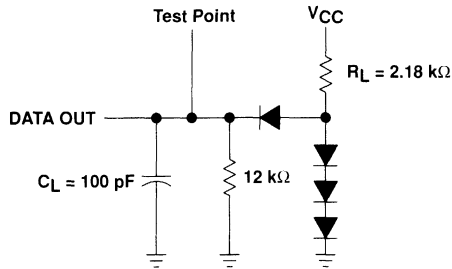 Test Point
VCC
RL = 2.18 kΩ
DATA OUT
CL = 100 pF
12 kΩ